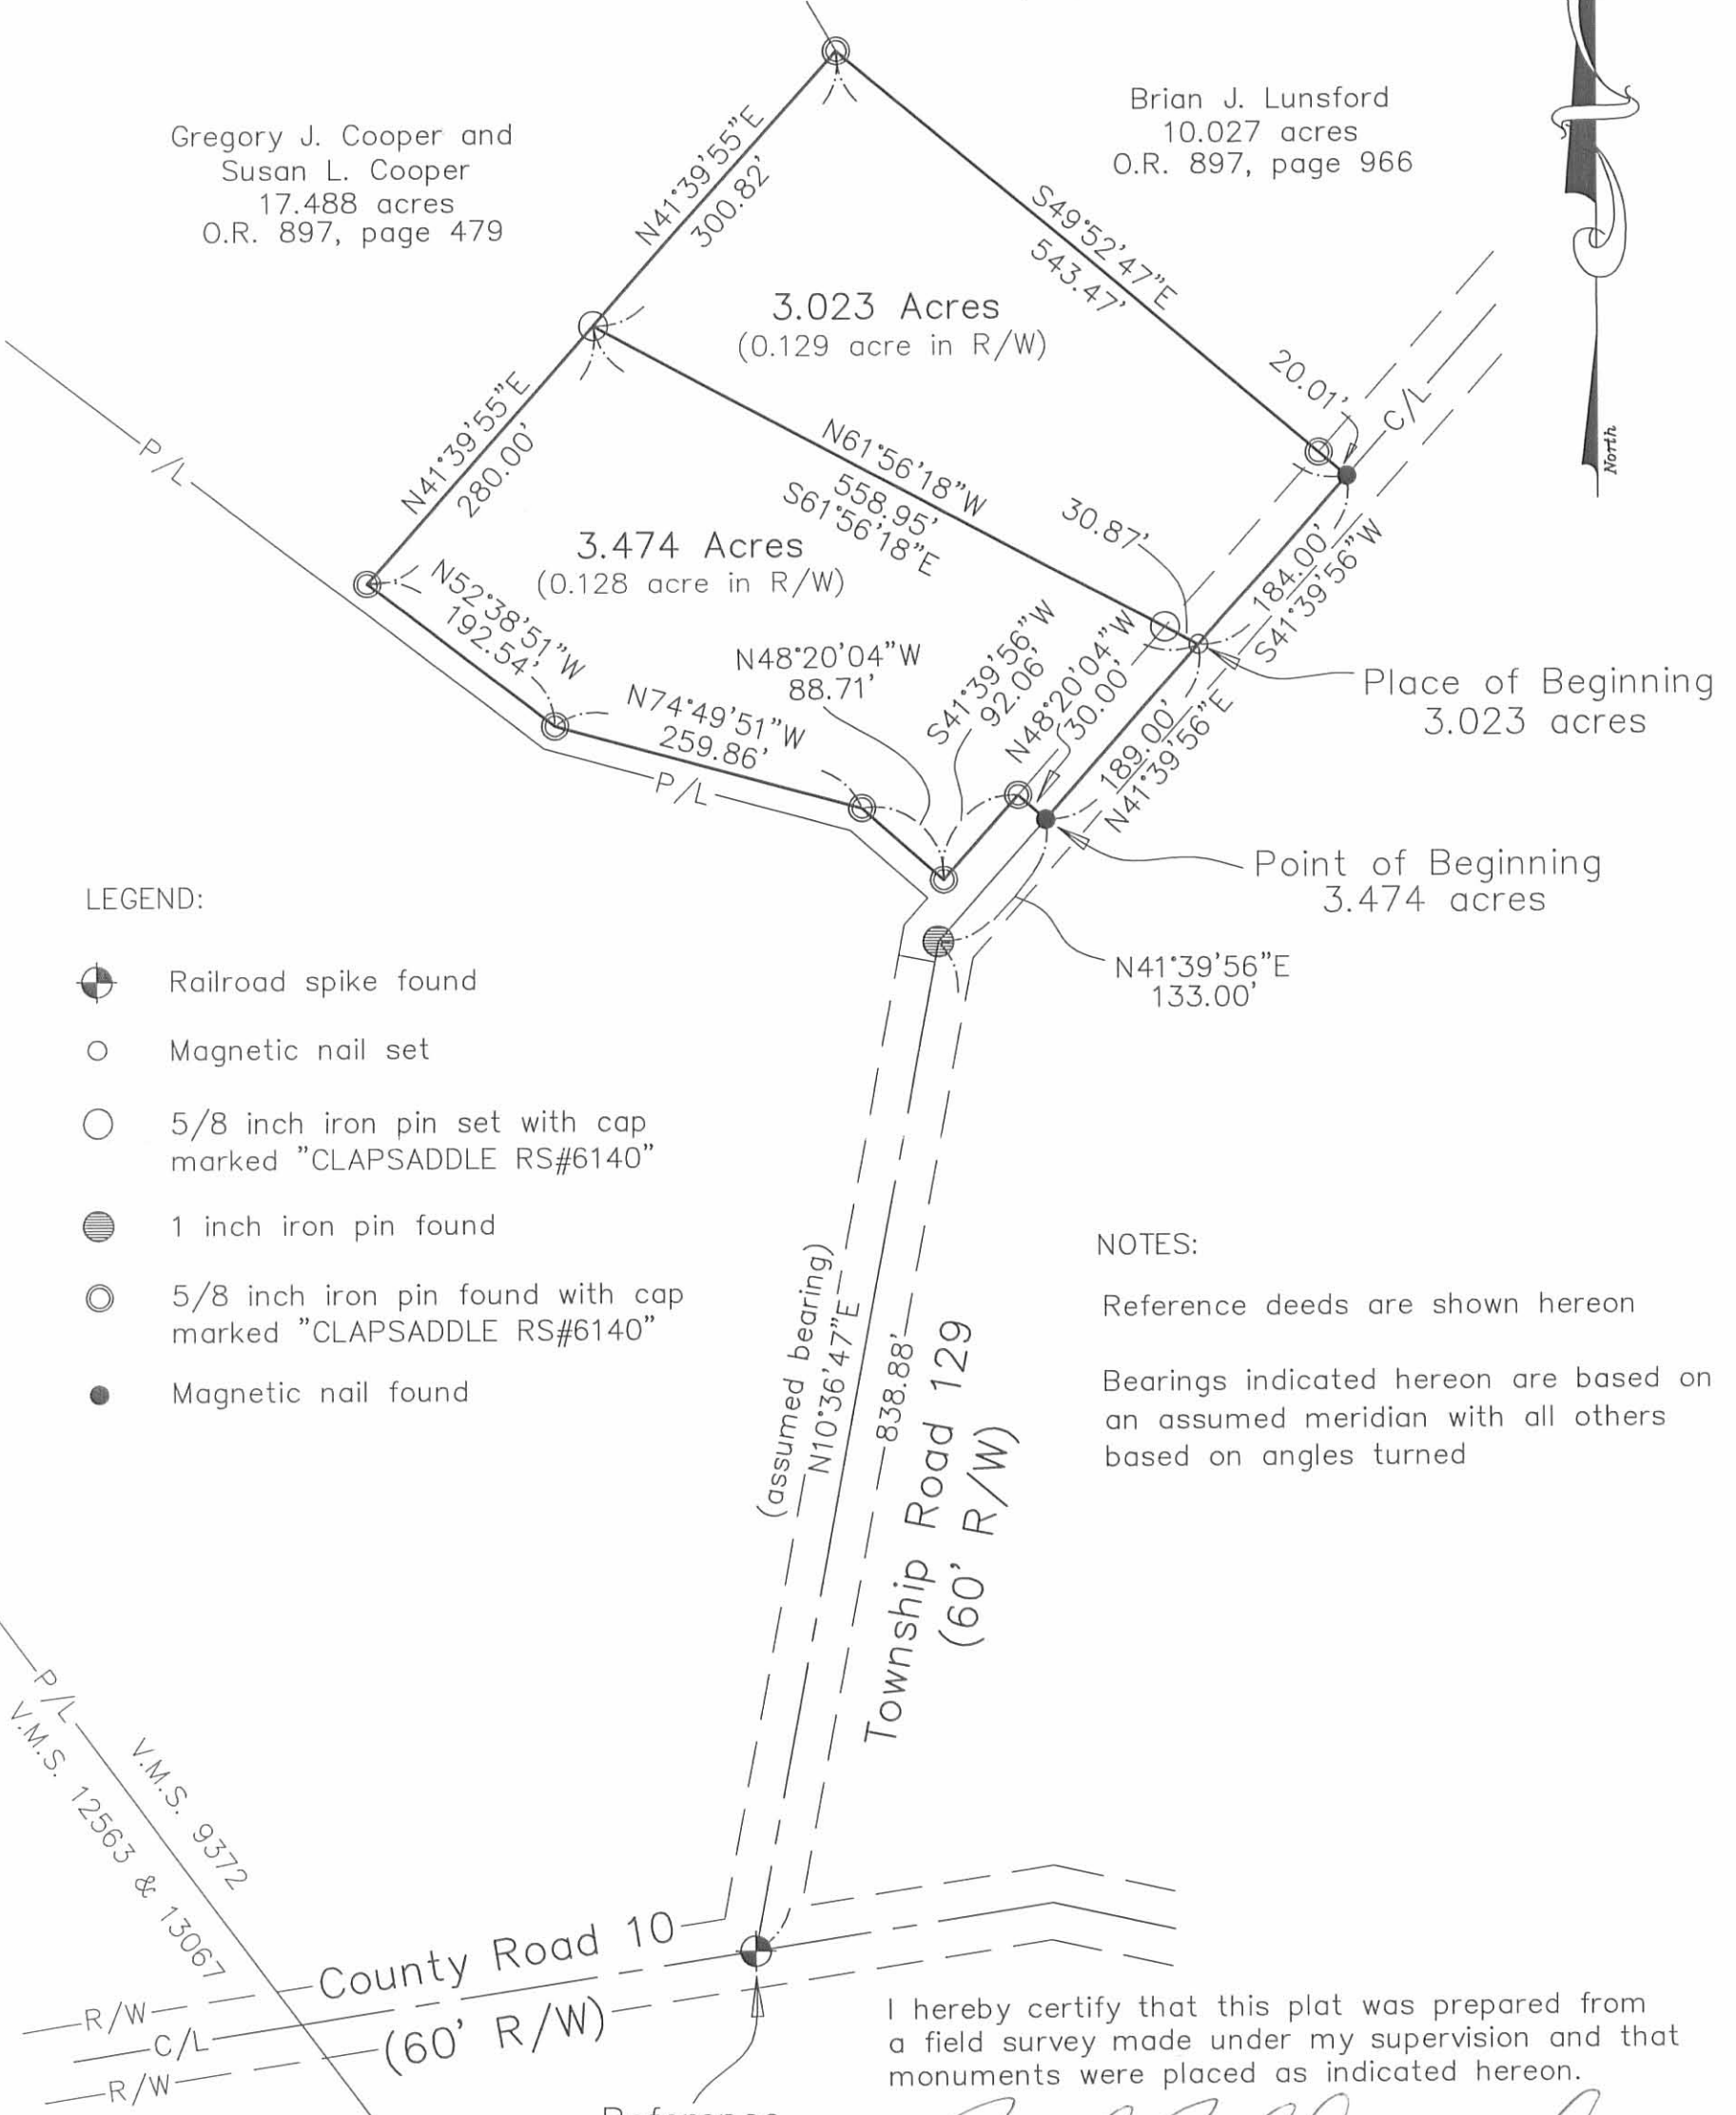 Gregory J. Cooper and
Susan L. Cooper
17.488 acres
O.R. 897, page 479
Brian J. Lunsford
10.027 acres
O.R. 897, page 966
North
N41°39'55"E
300.82'
S49°52'47"E
543.47'
3.023 Acres
(0.129 acre in R/W)
20.01'
C/L
P/L
N41°39'55"E
280.00'
N61°56'18"W
558.95'
S61°56'18"E
30.87'
184.00'
S41°39'56"W
3.474 Acres
(0.128 acre in R/W)
N52°38'51"W
192.54'
N48°20'04"W
88.71'
S41°39'56"W
92.06'
N48°20'04"W
30.00'
N74°49'51"W
259.86'
P/L
189.00'
N41°39'56"E
Place of Beginning
3.023 acres
Point of Beginning
3.474 acres
N41°39'56"E
133.00'
LEGEND:
Railroad spike found
Magnetic nail set
5/8 inch iron pin set with cap
marked "CLAPSADDLE RS#6140"
1 inch iron pin found
5/8 inch iron pin found with cap
marked "CLAPSADDLE RS#6140"
Magnetic nail found
(assumed bearing)
N10°36'47"E
838.88'
Township Road 129
(60' R/W)
NOTES:
Reference deeds are shown hereon
Bearings indicated hereon are based on
an assumed meridian with all others
based on angles turned
P/L
V.M.S. 9372
V.M.S. 12563 & 13067
County Road 10
(60' R/W)
R/W
C/L
R/W
I hereby certify that this plat was prepared from
a field survey made under my supervision and that
monuments were placed as indicated hereon.
Reference